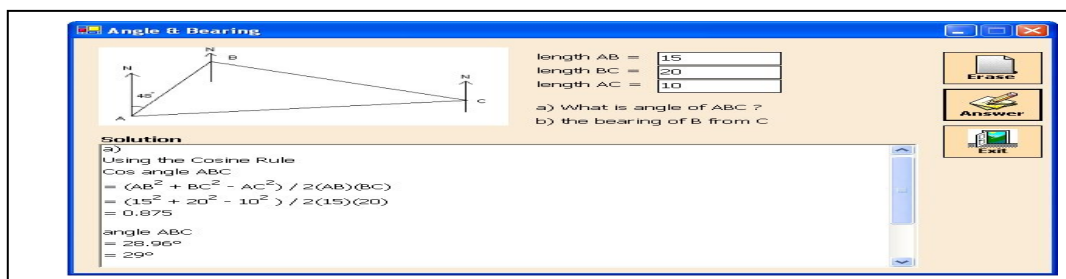 Angle & Bearing
N
B
N
N
48°
C
A
length AB = 15
length BC = 20
length AC = 10
a) What is angle of ABC ?
b) the bearing of B from C
Erase
Answer
Exit
Solution
a)
Using the Cosine Rule
Cos angle ABC
= (AB² + BC² - AC²) / 2(AB)(BC)
= (15² + 20² - 10² ) / 2(15)(20)
= 0.875
angle ABC
= 28.96°
= 29°